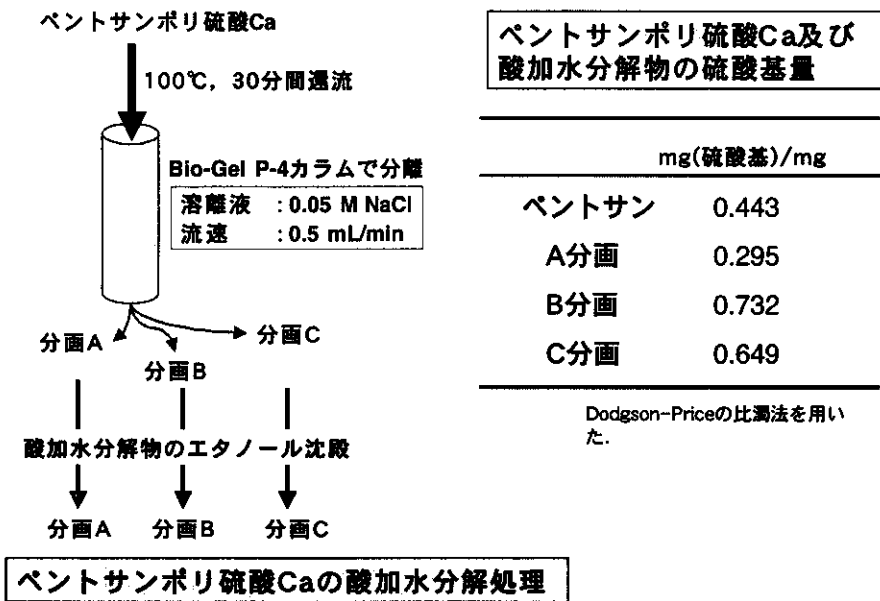 ペントサンポリ硫酸Ca
100℃，30分間還流
Bio-Gel P-4カラムで分離
溶離液 : 0.05 M NaCl
流速 : 0.5 mL/min
分画A
分画B
分画C
酸加水分解物のエタノール沈殿
分画A 分画B 分画C
ペントサンポリ硫酸Caの酸加水分解処理
ペントサンポリ硫酸Ca及び
酸加水分解物の硫酸基量
mg(硫酸基)/mg
ペントサン 0.443
A分画 0.295
B分画 0.732
C分画 0.649
Dodgson-Priceの比濁法を用い
た.